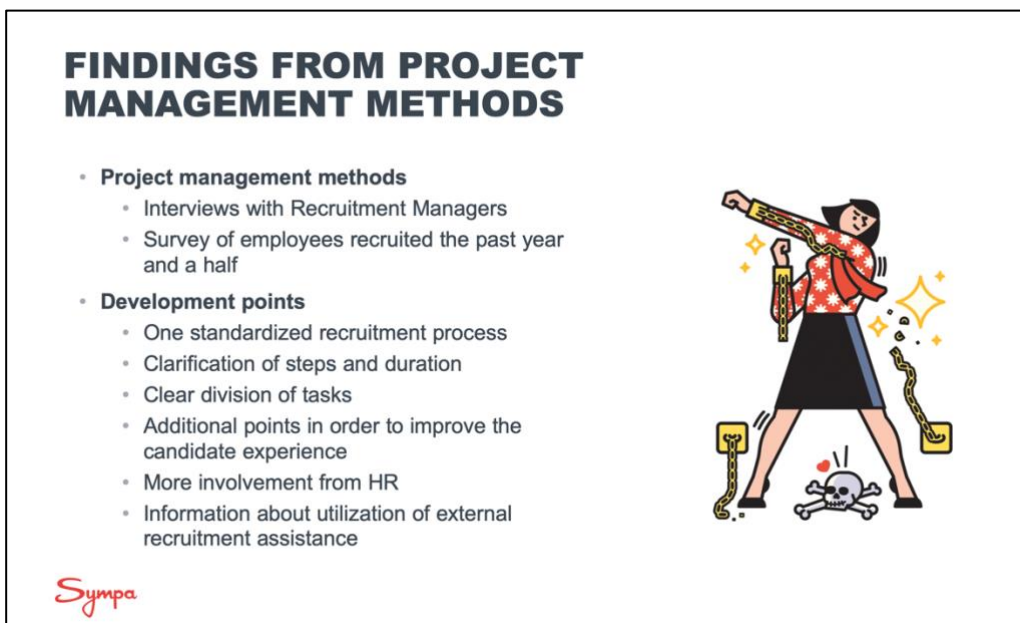 FINDINGS FROM PROJECT
MANAGEMENT METHODS
• Project management methods
• Interviews with Recruitment Managers
• Survey of employees recruited the past year
and a half
• Development points
• One standardized recruitment process
• Clarification of steps and duration
• Clear division of tasks
• Additional points in order to improve the
candidate experience
• More involvement from HR
• Information about utilization of external
recruitment assistance
Sympa